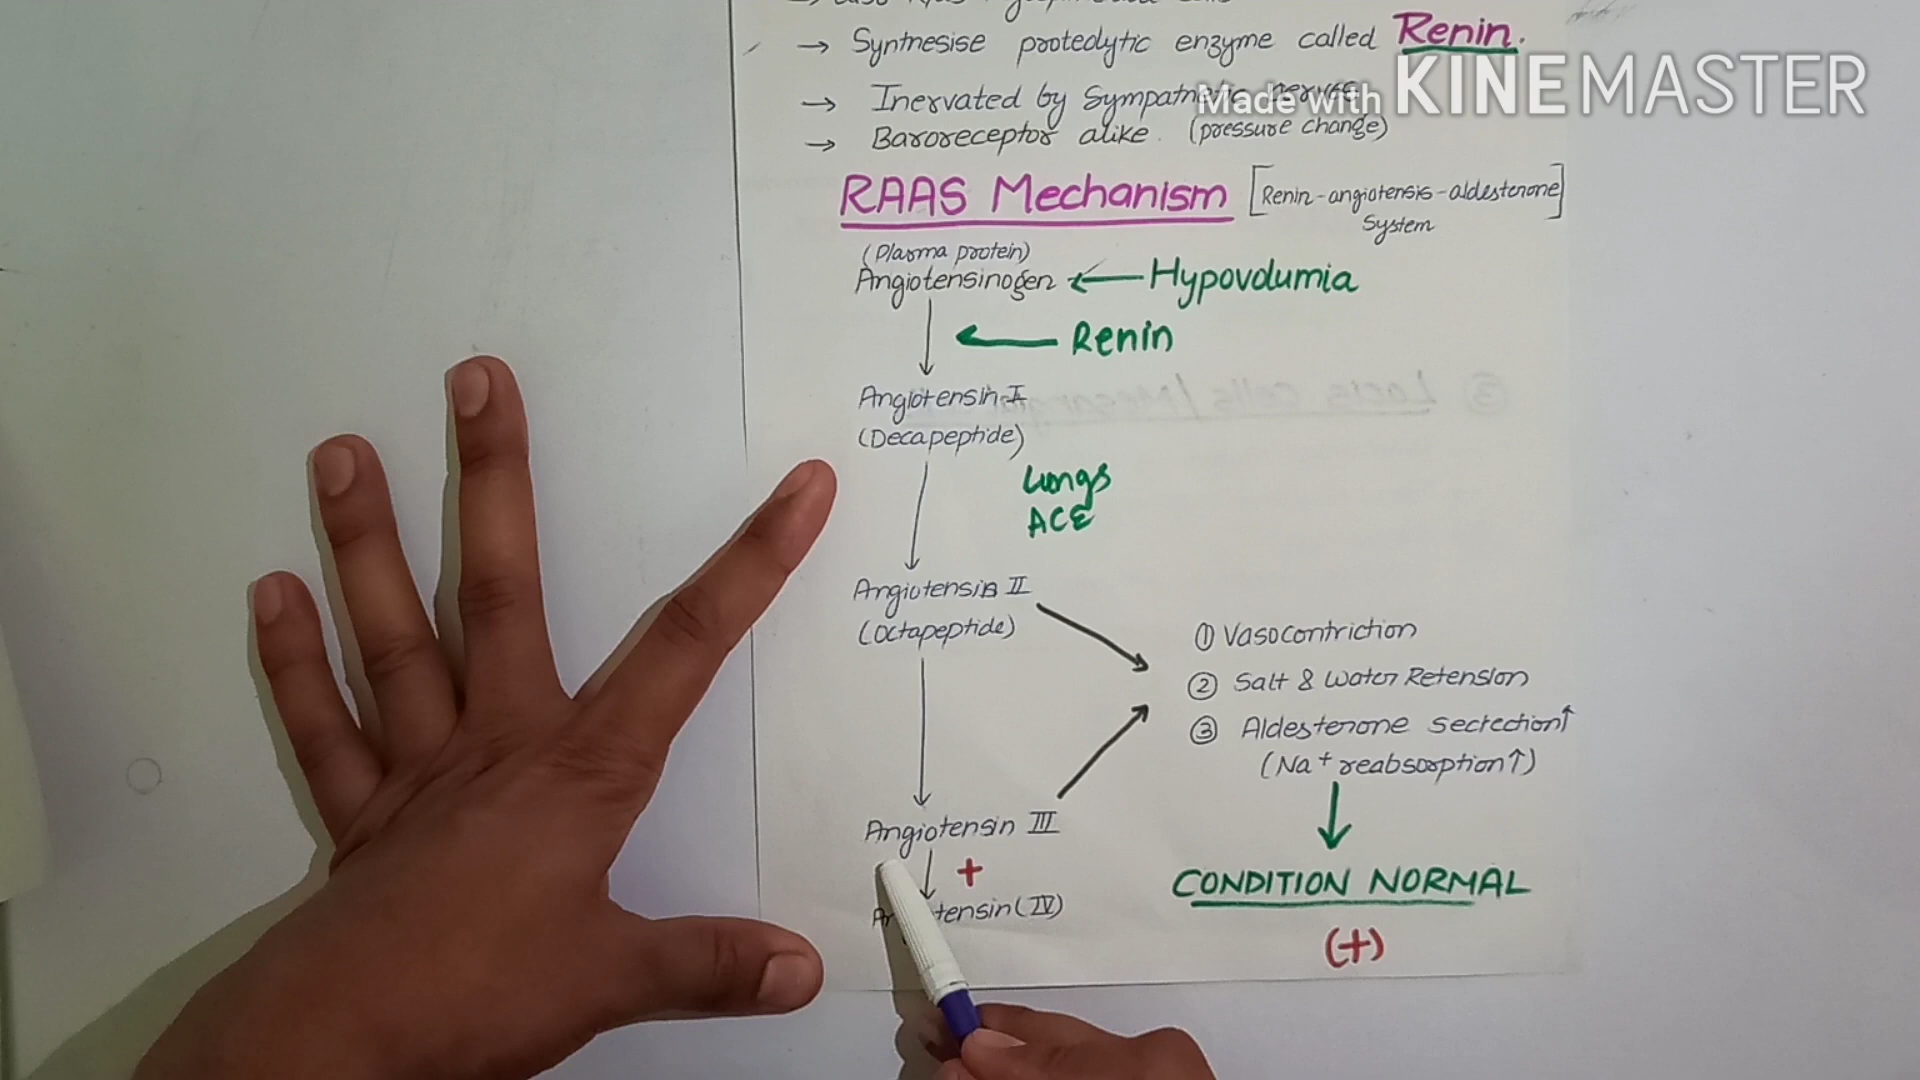 → Synthesise proteolytic enzyme called Renin.
Made with KINEMASTER
→ Inervated by Sympathetic nerves
→ Baroreceptor alike. (pressure change)
RAAS Mechanism [Renin-angiotensis-aldesterone]
System
(Plasma protein)
Angiotensinogen ← Hypovolumia
← Renin
Angiotensin-I
(Decapeptide)
Lungs
ACE
Angiotensin II
(Octapeptide)
① Vasocontriction
② Salt & Water Retension
③ Aldesterone Secrection↑
(Na+ reabsorption↑)
Angiotensin III
+
CONDITION NORMAL
tensin (IV)
(+)